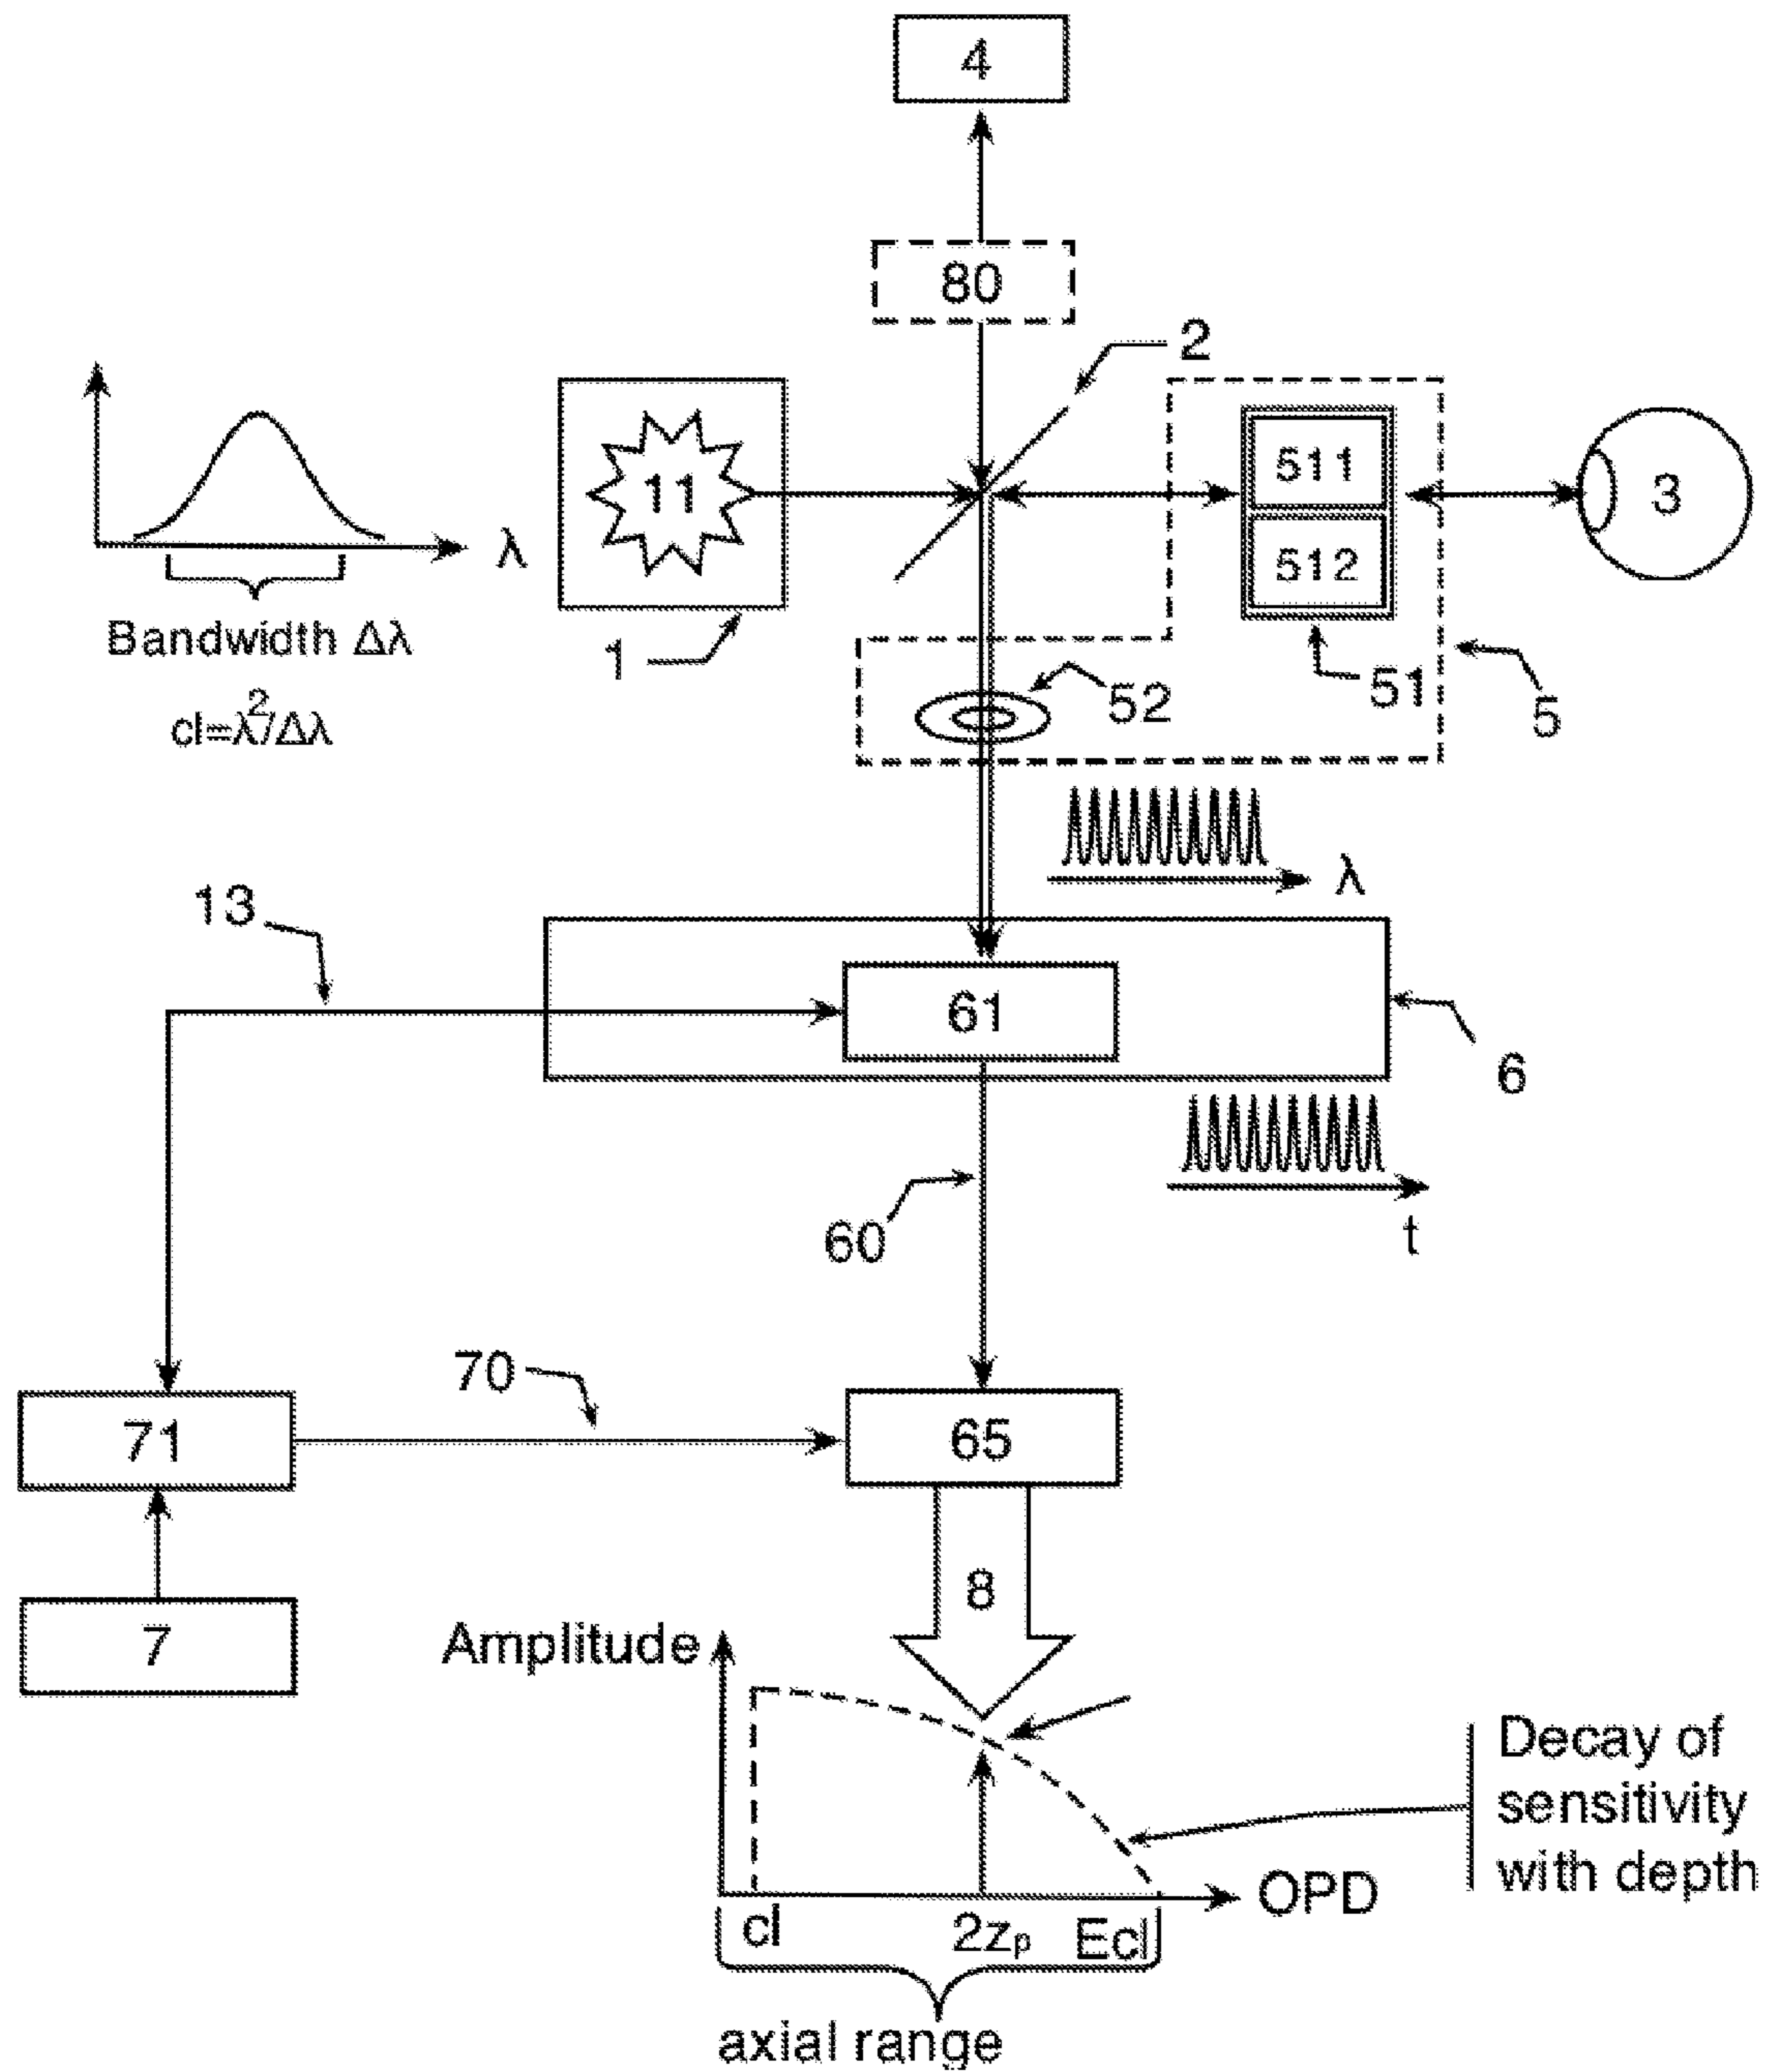 4
80
2
11
511
512
3
λ
Bandwidth Δλ
cl=λ²/Δλ
1
52
51
5
λ
13
61
6
60
t
70
71
65
7
8
Amplitude
Decay of
sensitivity
with depth
OPD
cl
2zₚ
Ecl
axial range